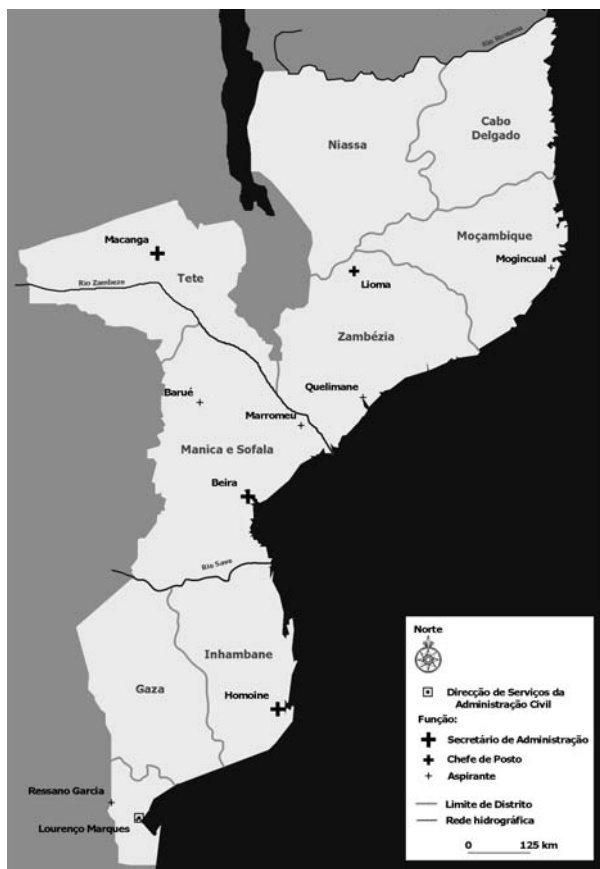 Rio Rovuma
Cabo
Delgado
Niassa
Moçambique
Macanga
Mogincual
Tete
Lioma
Rio Zambeze
Zambézia
Quelimane
Barué
Marromeu
Manica e Sofala
Beira
Rio Save
Norte
Inhambane
Gaza
Homoine
Direcção de Serviços da
Administração Civil
Função:
Secretário de Administração
Chefe de Posto
Aspirante
Ressano Garcia
Limite de Distrito
Rede hidrográfica
Lourenço Marques
0 125 km